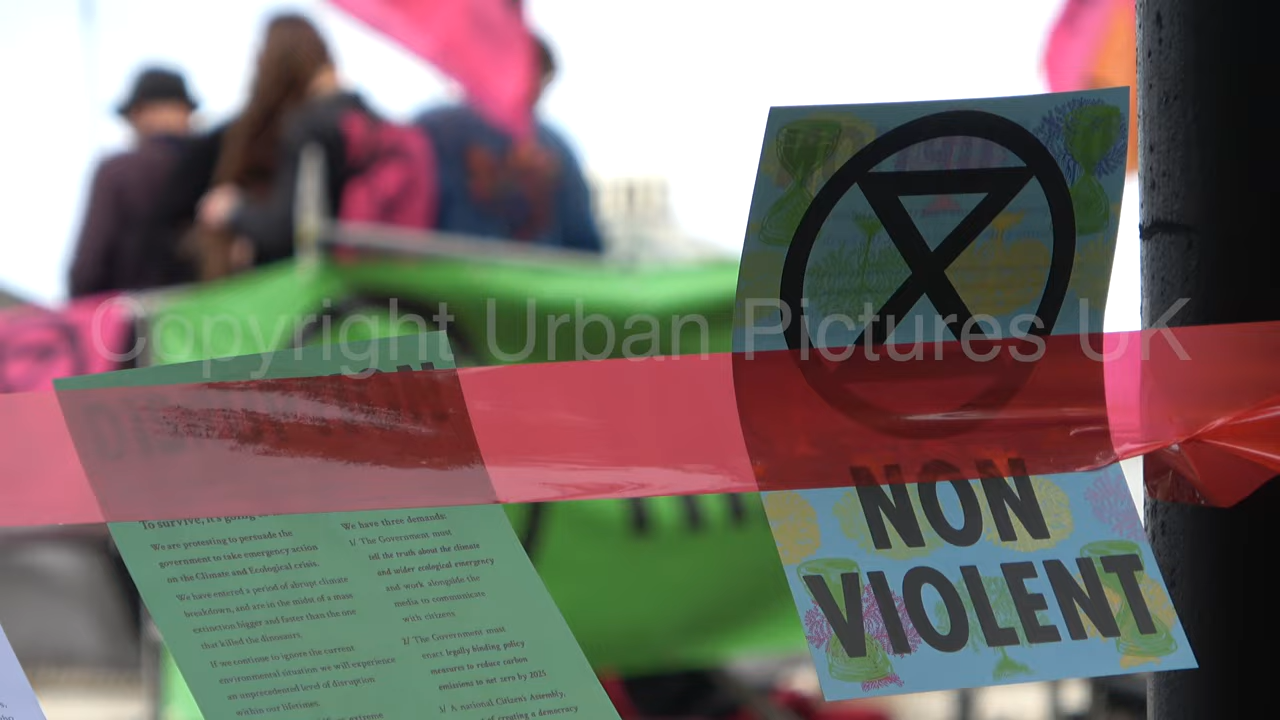 Copyright Urban Pictures UK
NON
VIOLENT
To survive, it's going to
We are protesting to persuade the
government to take emergency action
on the Climate and Ecological crisis.
We have entered a period of abrupt climate
breakdown, and are in the midst of a mass
extinction bigger and faster than the one
that killed the dinosaurs.
If we continue to ignore the current
environmental situation we will experience
an unprecedented level of disruption
within our lifetimes.
extreme
We have three demands:
1/ The Government must
tell the truth about the climate
and wider ecological emergency
and work alongside the
media to communicate
with citizens.
2/ The Government must
enact legally binding policy
measures to reduce carbon
emissions to net zero by 2025
3/ A national Citizen's Assembly,
of creating a democracy